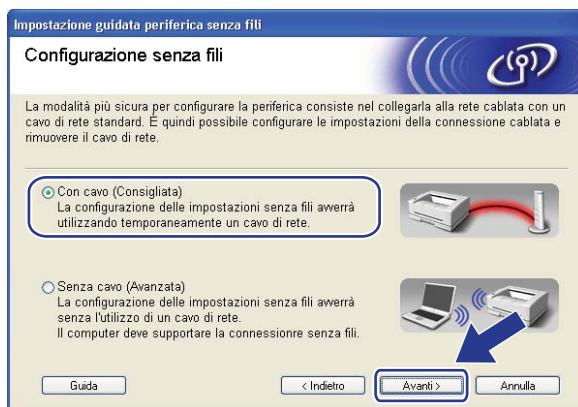 Impostazione guidata periferica senza fili
Configurazione senza fili
La modalità più sicura per configurare la periferica consiste nel collegarla alla rete cablata con un
cavo di rete standard. É quindi possibile configurare le impostazioni della connessione cablata e
rimuovere il cavo di rete.
Con cavo (Consigliata)
La configurazione delle impostazioni senza fili avverrà
utilizzando temporaneamente un cavo di rete.
Senza cavo (Avanzata)
La configurazione delle impostazioni senza fili avverrà
senza l'utilizzo di un cavo di rete.
Il computer deve supportare la connessionre senza fili.
Guida
< Indietro
Avanti >
Annulla